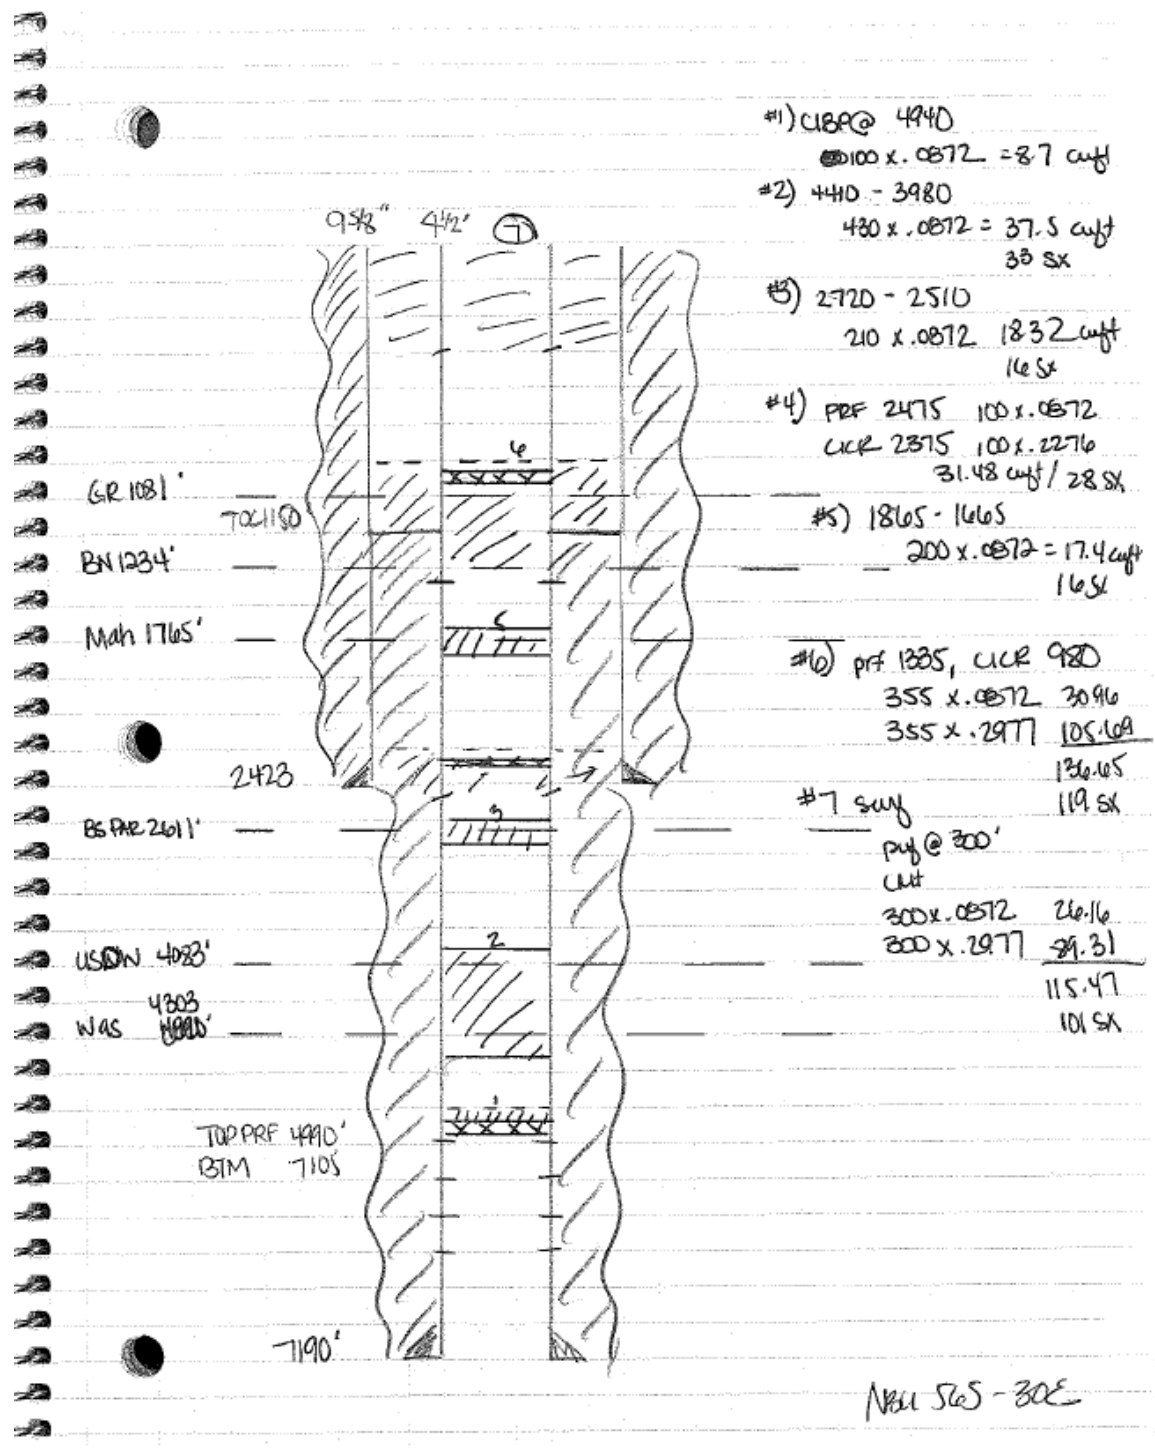 #1) CIBP@ 4940
100 x .0872 = 8.7 cuft
#2) 4410 - 3980
430 x .0872 = 37.5 cuft
33 sx
#3) 2720 - 2510
210 x .0872 18.32 cuft
16 sx
#4) PRF 2475 100 x .0872
CICR 2375 100 x .2276
31.48 cuft / 28 sx
#5) 1865 - 1665
200 x .0872 = 17.4 cuft
16 sx
#6) prf 1335, CICR 980
355 x .0872 30.96
355 x .2977 105.69
136.65
119 sx
#7 surf
prf @ 300'
cmt
300 x .0872 26.16
300 x .2977 89.31
115.47
101 sx
9 5/8" 4 1/2" 7
6
GR 1081'
TOC 1150
BN 1234'
5
Mah 1765'
2423
3
BS PAR 2611'
2
USDW 4083'
4303
Was
1
TOP PRF 4990'
BTM 7105
7190'
NBU 565-30E